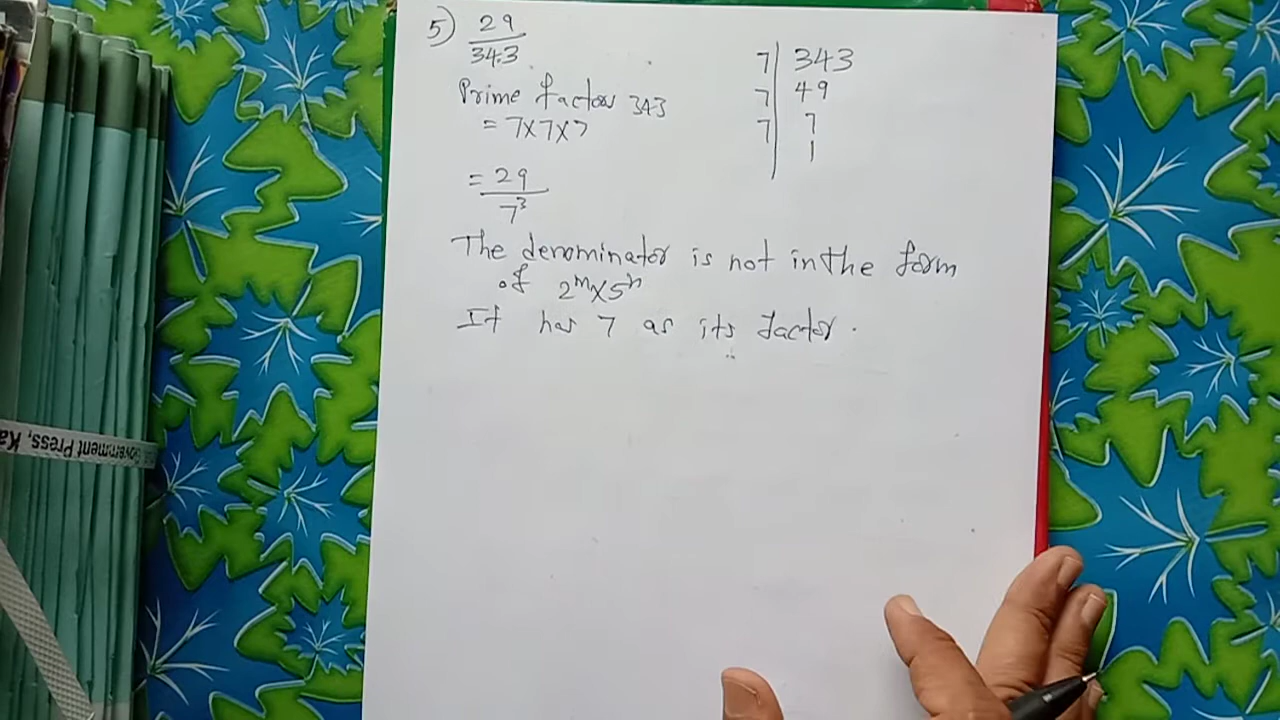 5) 29
343
7 | 343
7 | 49
7 | 7
1
Prime factors 343
= 7×7×7
= 29
7³
The denominator is not in the form
of 2ᵐ×5ⁿ
It has 7 as its factor.
Government Press, Ka